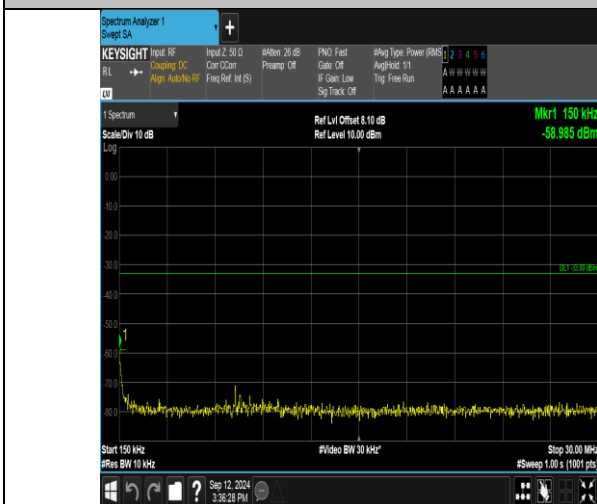 Spectrum Analyzer 1
Swept SA
+
KEYSIGHT
RL
Input: RF
Coupling: DC
Align: Auto/No RF
Input Z: 50 Ω
Corr CCorr
Freq Ref: Int (S)
#Atten: 26 dB
Preamp: Off
PNO: Fast
Gate: Off
IF Gain: Low
Sig Track: Off
#Avg Type: Power (RMS
Avg|Hold: 1/1
Trig: Free Run
1 2 3 4 5 6
A W W W W W
A A A A A A
1 Spectrum
Scale/Div 10 dB
Log
Ref Lvl Offset 8.10 dB
Ref Level 10.00 dBm
Mkr1 150 kHz
-58.985 dBm
0.00
-10.0
-20.0
-30.0
DL1 -33.00 dBm
-40.0
-50.0
1
-60.0
-70.0
-80.0
Start 150 kHz
#Res BW 10 kHz
#Video BW 30 kHz*
Stop 30.00 MHz
#Sweep 1.00 s (1001 pts)
?
Sep 12, 2024
3:36:28 PM